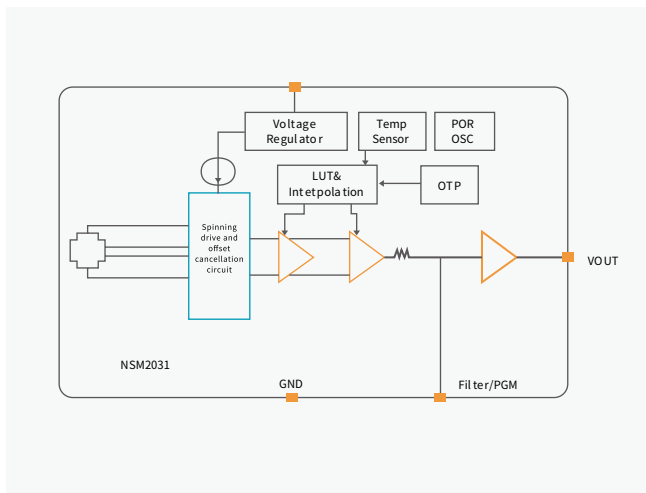 Voltage
Regulator
Temp
Sensor
POR
OSC
LUT&
Intetpolation
OTP
Spinning
drive and
offset
cancellation
circuit
VOUT
NSM2031
GND
Filter/PGM